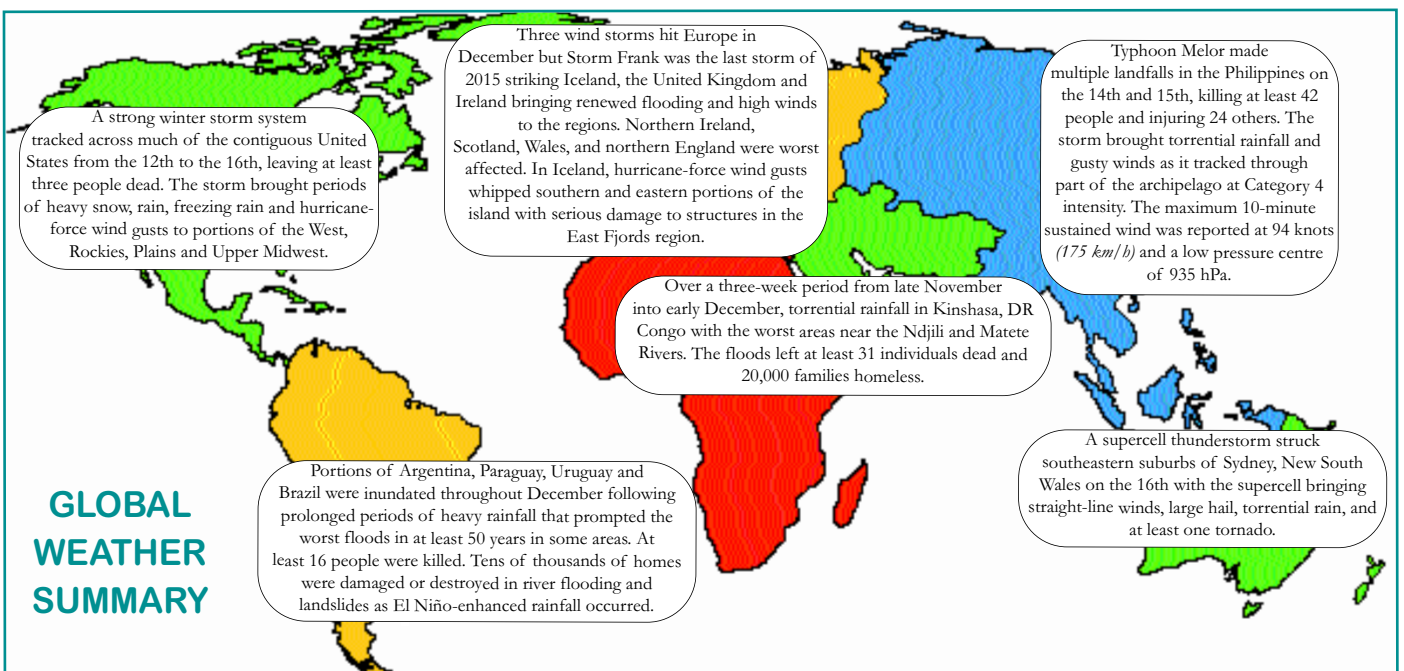 A strong winter storm system
tracked across much of the contiguous United
States from the 12th to the 16th, leaving at least
three people dead. The storm brought periods
of heavy snow, rain, freezing rain and hurricane-
force wind gusts to portions of the West,
Rockies, Plains and Upper Midwest.
Three wind storms hit Europe in
December but Storm Frank was the last storm of
2015 striking Iceland, the United Kingdom and
Ireland bringing renewed flooding and high winds
to the regions. Northern Ireland,
Scotland, Wales, and northern England were worst
affected. In Iceland, hurricane-force wind gusts
whipped southern and eastern portions of the
island with serious damage to structures in the
East Fjords region.
Typhoon Melor made
multiple landfalls in the Philippines on
the 14th and 15th, killing at least 42
people and injuring 24 others. The
storm brought torrential rainfall and
gusty winds as it tracked through
part of the archipelago at Category 4
intensity. The maximum 10-minute
sustained wind was reported at 94 knots
(175 km/h) and a low pressure centre
of 935 hPa.
Over a three-week period from late November
into early December, torrential rainfall in Kinshasa, DR
Congo with the worst areas near the Ndjili and Matete
Rivers. The floods left at least 31 individuals dead and
20,000 families homeless.
A supercell thunderstorm struck
southeastern suburbs of Sydney, New South
Wales on the 16th with the supercell bringing
straight-line winds, large hail, torrential rain, and
at least one tornado.
Portions of Argentina, Paraguay, Uruguay and
Brazil were inundated throughout December following
prolonged periods of heavy rainfall that prompted the
worst floods in at least 50 years in some areas. At
least 16 people were killed. Tens of thousands of homes
were damaged or destroyed in river flooding and
landslides as El Niño-enhanced rainfall occurred.
GLOBAL
WEATHER
SUMMARY